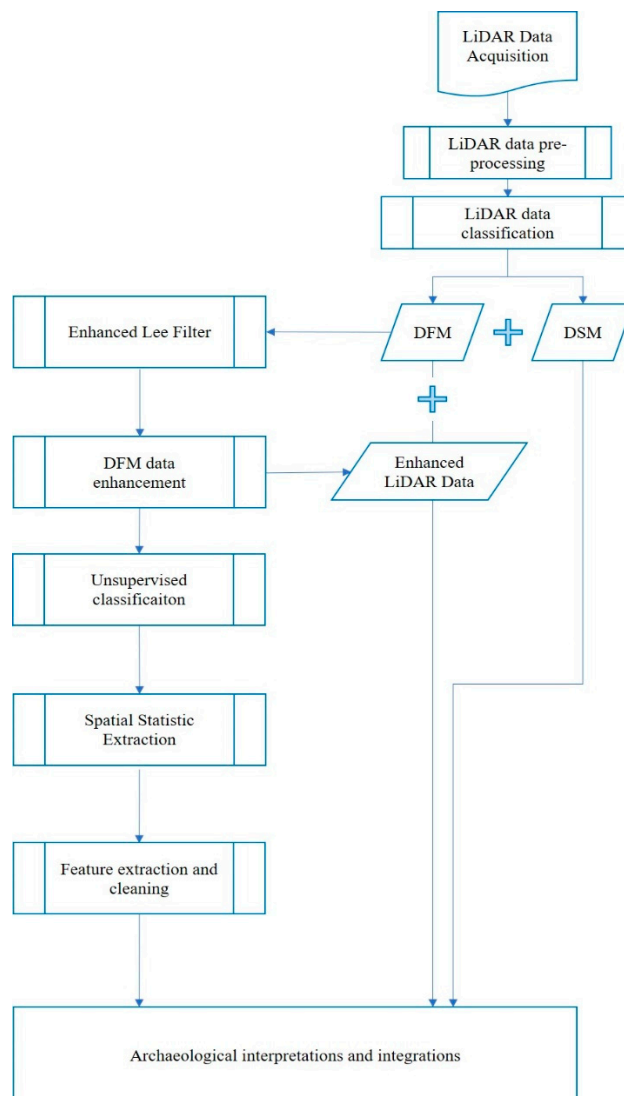 LiDAR Data
Acquisition
LiDAR data pre-
processing
LiDAR data
classification
Enhanced Lee Filter
DFM
DSM
DFM data
enhancement
Enhanced
LiDAR Data
Unsupervised
classificaiton
Spatial Statistic
Extraction
Feature extraction and
cleaning
Archaeological interpretations and integrations